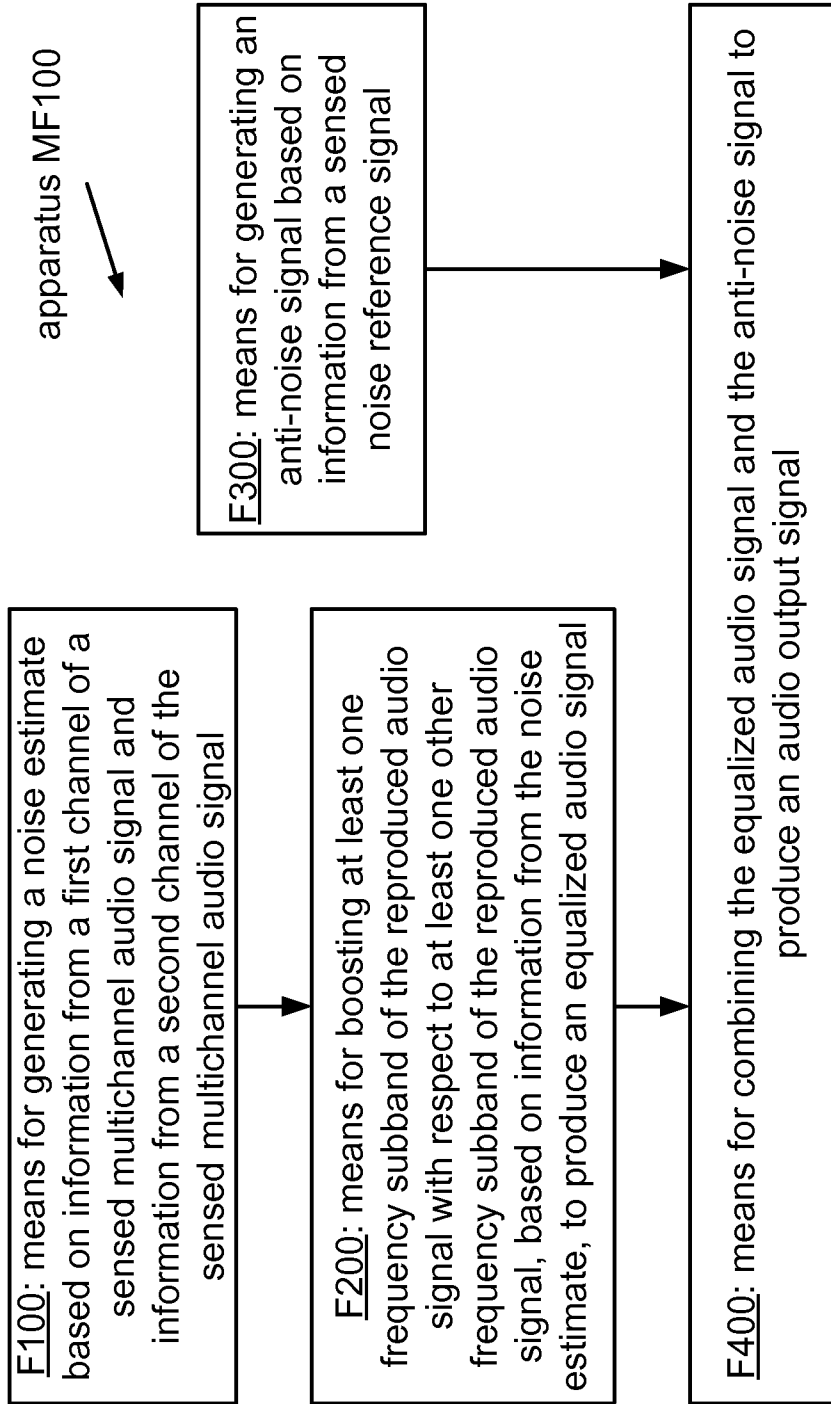 apparatus MF100
F100: means for generating a noise estimate
based on information from a first channel of a
sensed multichannel audio signal and
information from a second channel of the
sensed multichannel audio signal
F200: means for boosting at least one
frequency subband of the reproduced audio
signal with respect to at least one other
frequency subband of the reproduced audio
signal, based on information from the noise
estimate, to produce an equalized audio signal
F300: means for generating an
anti-noise signal based on
information from a sensed
noise reference signal
F400: means for combining the equalized audio signal and the anti-noise signal to
produce an audio output signal